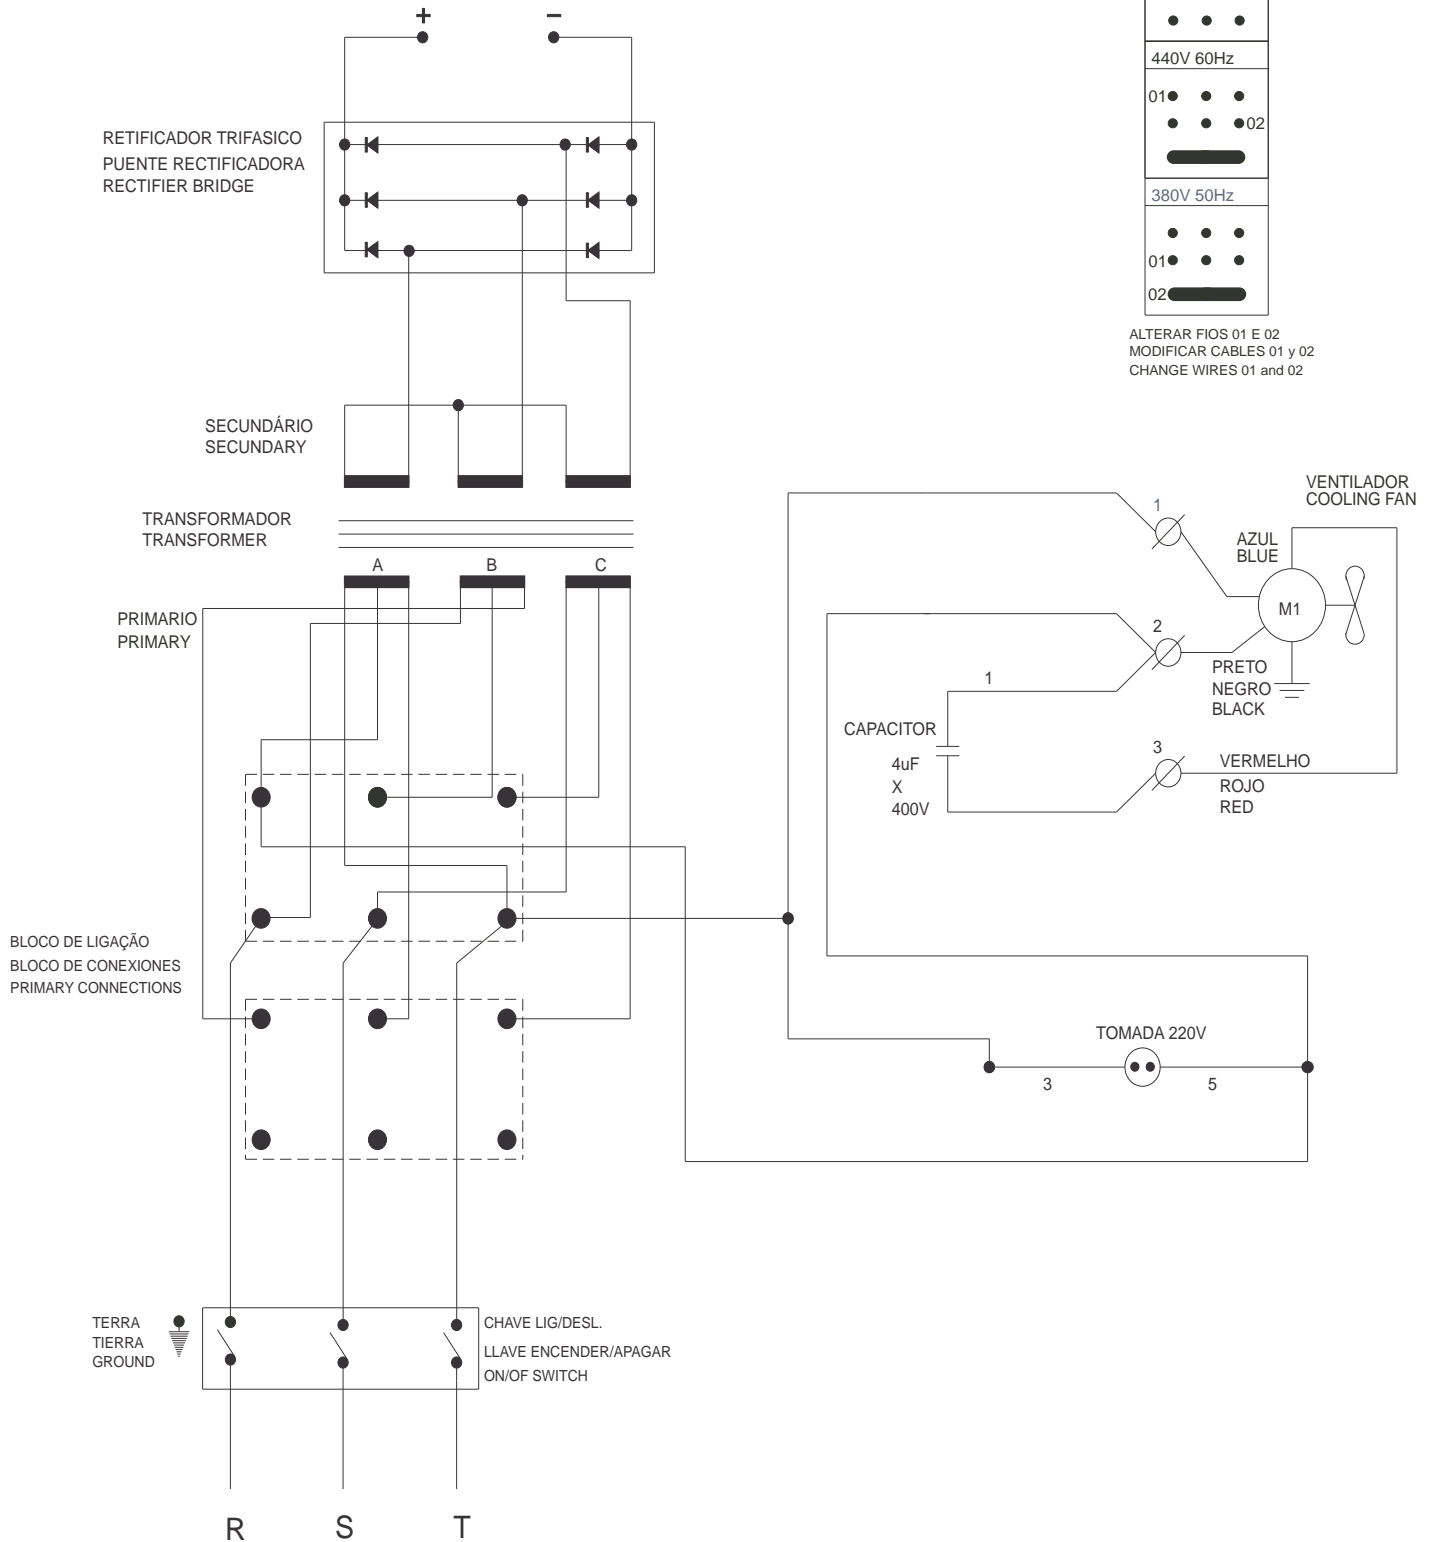 + −
440V 60Hz
01
02
380V 50Hz
01
02
ALTERAR FIOS 01 E 02
MODIFICAR CABLES 01 y 02
CHANGE WIRES 01 and 02
RETIFICADOR TRIFASICO
PUENTE RECTIFICADORA
RECTIFIER BRIDGE
SECUNDÁRIO
SECUNDARY
TRANSFORMADOR
TRANSFORMER
A B C
PRIMARIO
PRIMARY
VENTILADOR
COOLING FAN
1
AZUL
BLUE
M1
2
PRETO
NEGRO
BLACK
1
CAPACITOR
4uF
X
400V
3
VERMELHO
ROJO
RED
BLOCO DE LIGAÇÃO
BLOCO DE CONEXIONES
PRIMARY CONNECTIONS
TOMADA 220V
3 5
TERRA
TIERRA
GROUND
CHAVE LIG/DESL.
LLAVE ENCENDER/APAGAR
ON/OF SWITCH
R S T